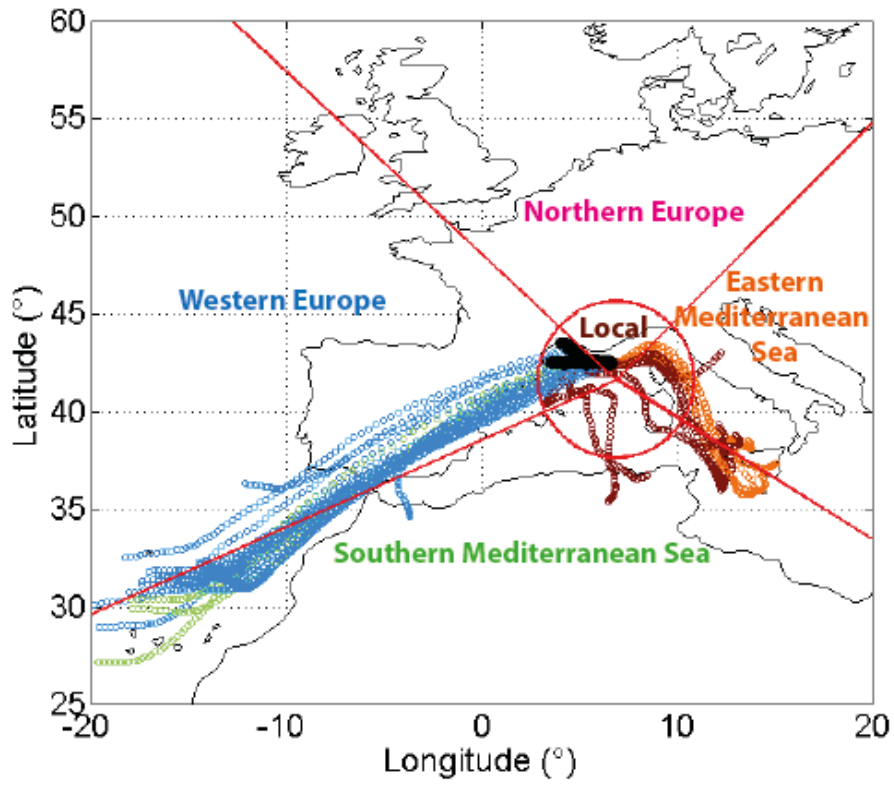 60
55
50
45
40
35
30
25
Latitude (°)
Northern Europe
Western Europe
Eastern
Mediterranean
Sea
Local
Southern Mediterranean Sea
-20
-10
0
10
20
Longitude (°)